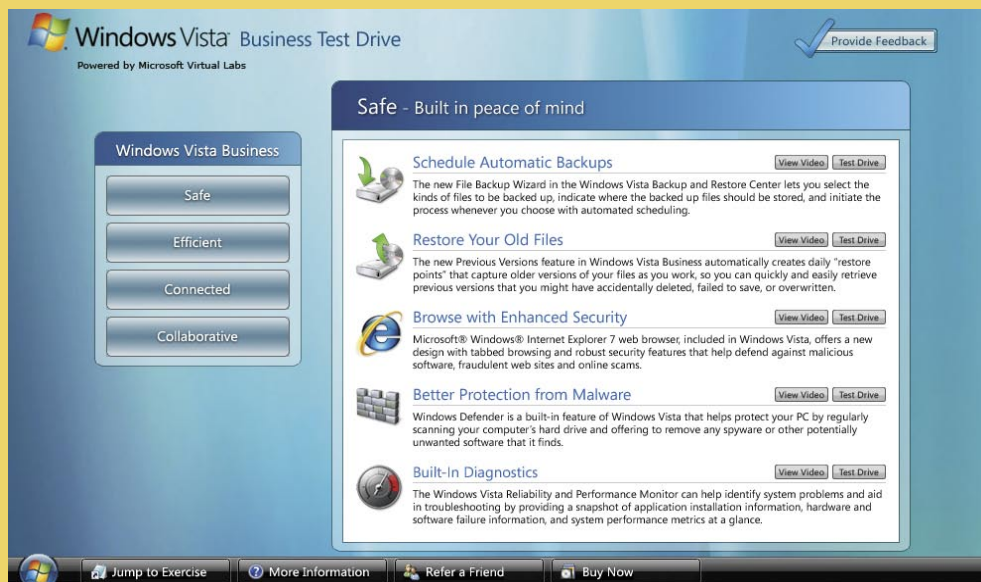 Windows Vista Business Test Drive
Provide Feedback
Powered by Microsoft Virtual Labs
Windows Vista Business
Safe
Efficient
Connected
Collaborative
Safe - Built in peace of mind
Schedule Automatic Backups
View Video
Test Drive
The new File Backup Wizard in the Windows Vista Backup and Restore Center lets you select the
kinds of files to be backed up, indicate where the backed up files should be stored, and initiate the
process whenever you choose with automated scheduling.
Restore Your Old Files
View Video
Test Drive
The new Previous Versions feature in Windows Vista Business automatically creates daily "restore
points" that capture older versions of your files as you work, so you can quickly and easily retrieve
previous versions that you might have accidentally deleted, failed to save, or overwritten.
Browse with Enhanced Security
View Video
Test Drive
Microsoft® Windows® Internet Explorer 7 web browser, included in Windows Vista, offers a new
design with tabbed browsing and robust security features that help defend against malicious
software, fraudulent web sites and online scams.
Better Protection from Malware
View Video
Test Drive
Windows Defender is a built-in feature of Windows Vista that helps protect your PC by regularly
scanning your computer's hard drive and offering to remove any spyware or other potentially
unwanted software that it finds.
Built-In Diagnostics
View Video
Test Drive
The Windows Vista Reliability and Performance Monitor can help identify system problems and aid
in troubleshooting by providing a snapshot of application installation information, hardware and
software failure information, and system performance metrics at a glance.
Jump to Exercise
More Information
Refer a Friend
Buy Now